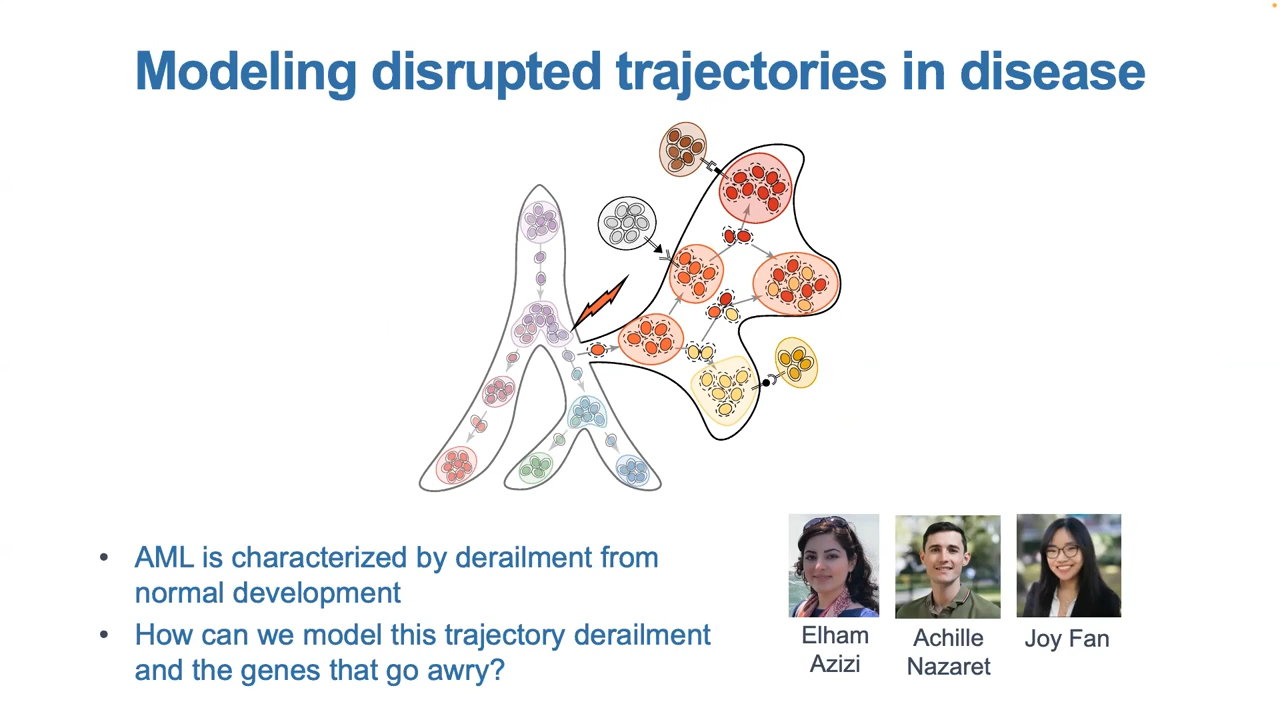 Modeling disrupted trajectories in disease
• AML is characterized by derailment from
normal development
• How can we model this trajectory derailment
and the genes that go awry?
Elham
Azizi
Achille
Nazaret
Joy Fan